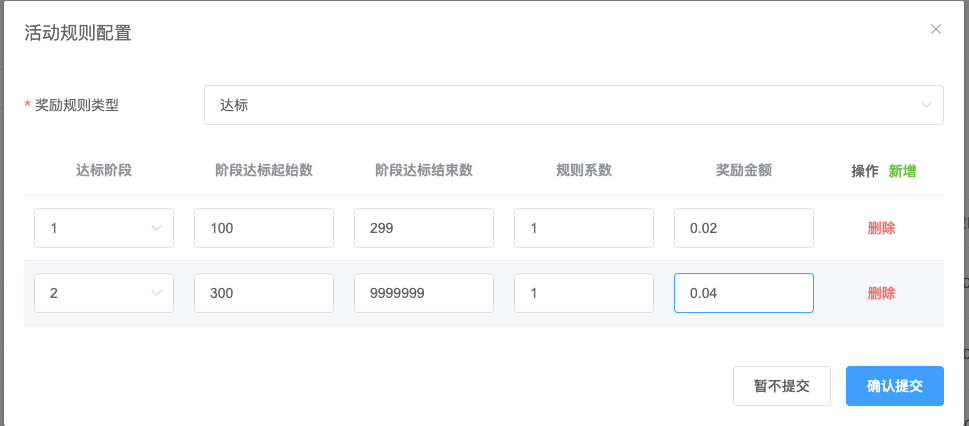 活动规则配置
* 奖励规则类型 达标
达标阶段 阶段达标起始数 阶段达标结束数 规则系数 奖励金额 操作 新增
1 100 299 1 0.02 删除
2 300 9999999 1 0.04 删除
暂不提交 确认提交